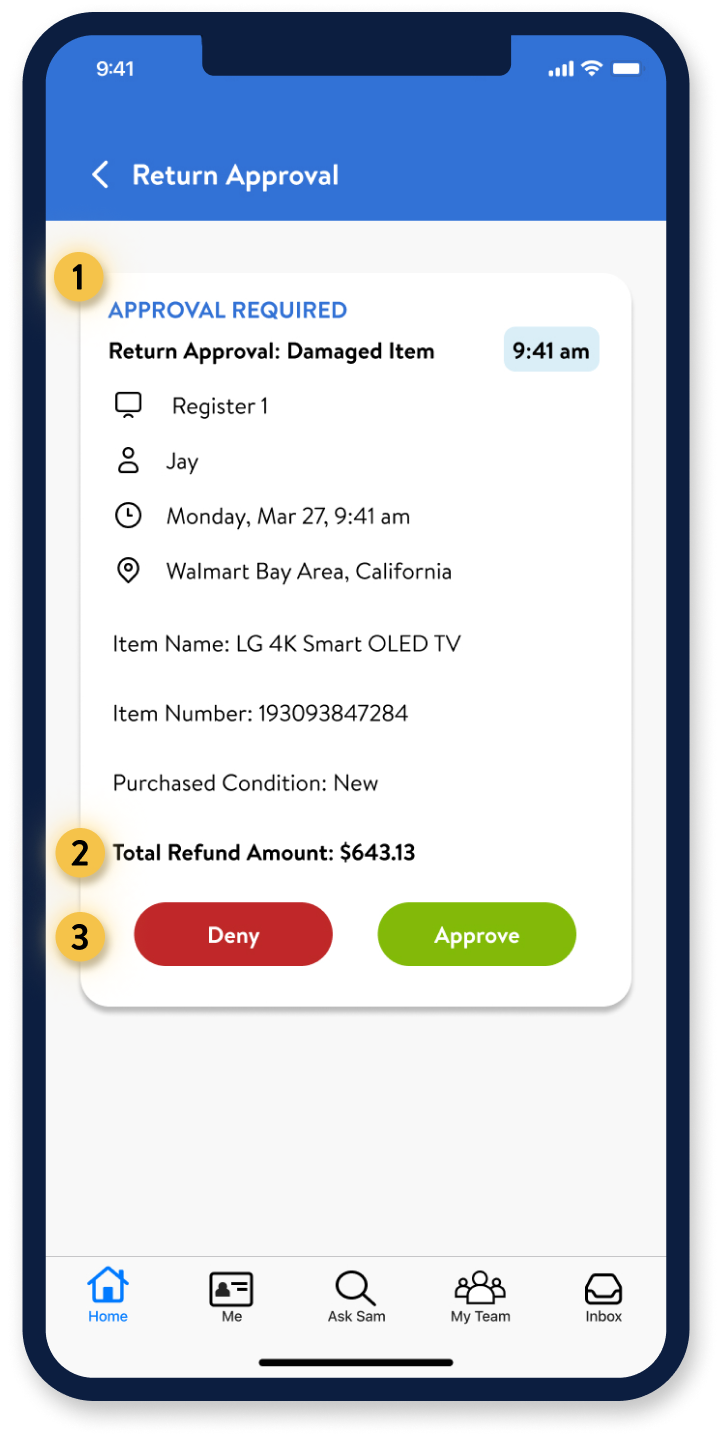 9:41
Return Approval
1
APPROVAL REQUIRED
Return Approval: Damaged Item
9:41 am
Register 1
Jay
Monday, Mar 27, 9:41 am
Walmart Bay Area, California
Item Name: LG 4K Smart OLED TV
Item Number: 193093847284
Purchased Condition: New
2
Total Refund Amount: $643.13
3
Deny
Approve
Home
Me
Ask Sam
My Team
Inbox